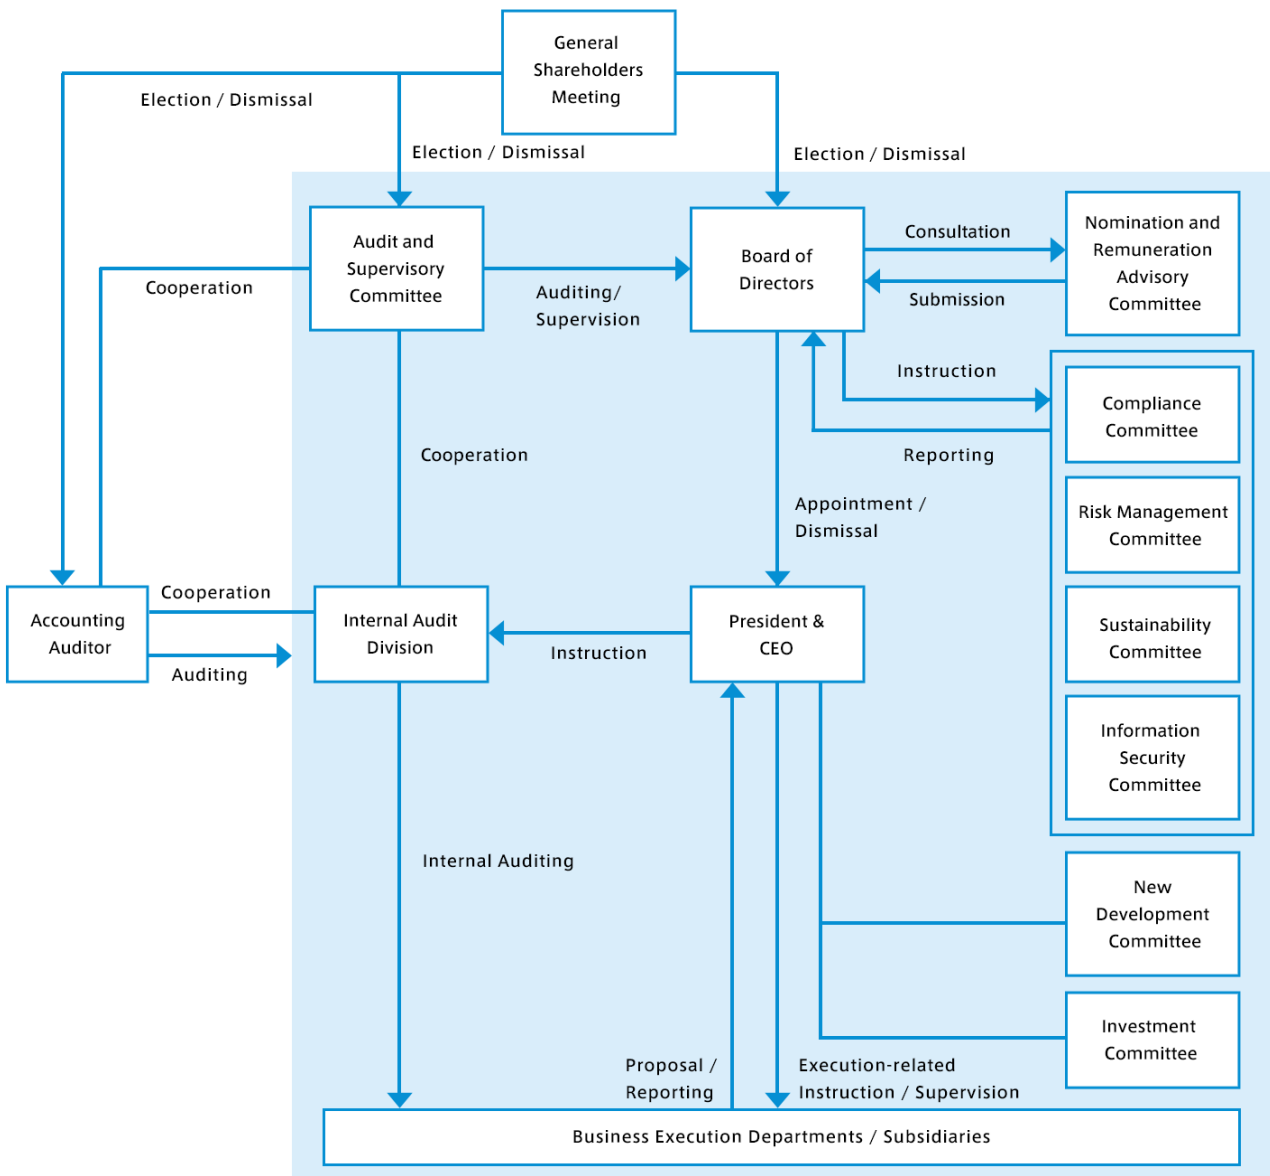 General
Shareholders
Meeting
Election / Dismissal
Election / Dismissal
Election / Dismissal
Audit and
Supervisory
Committee
Board of
Directors
Consultation
Submission
Nomination and
Remuneration
Advisory
Committee
Cooperation
Auditing/
Supervision
Instruction
Reporting
Compliance
Committee
Cooperation
Appointment /
Dismissal
Risk Management
Committee
Accounting
Auditor
Cooperation
Auditing
Internal Audit
Division
Instruction
President &
CEO
Sustainability
Committee
Information
Security
Committee
Internal Auditing
New
Development
Committee
Investment
Committee
Proposal /
Reporting
Execution-related
Instruction / Supervision
Business Execution Departments / Subsidiaries